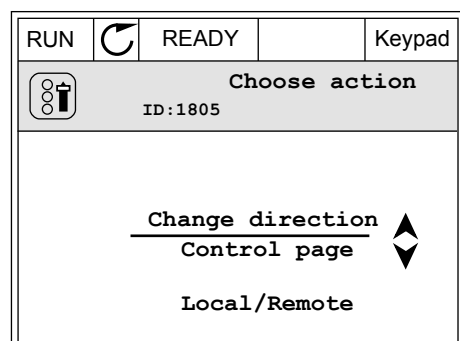 RUN READY Keypad
Choose action
ID:1805
Change direction
Control page
Local/Remote